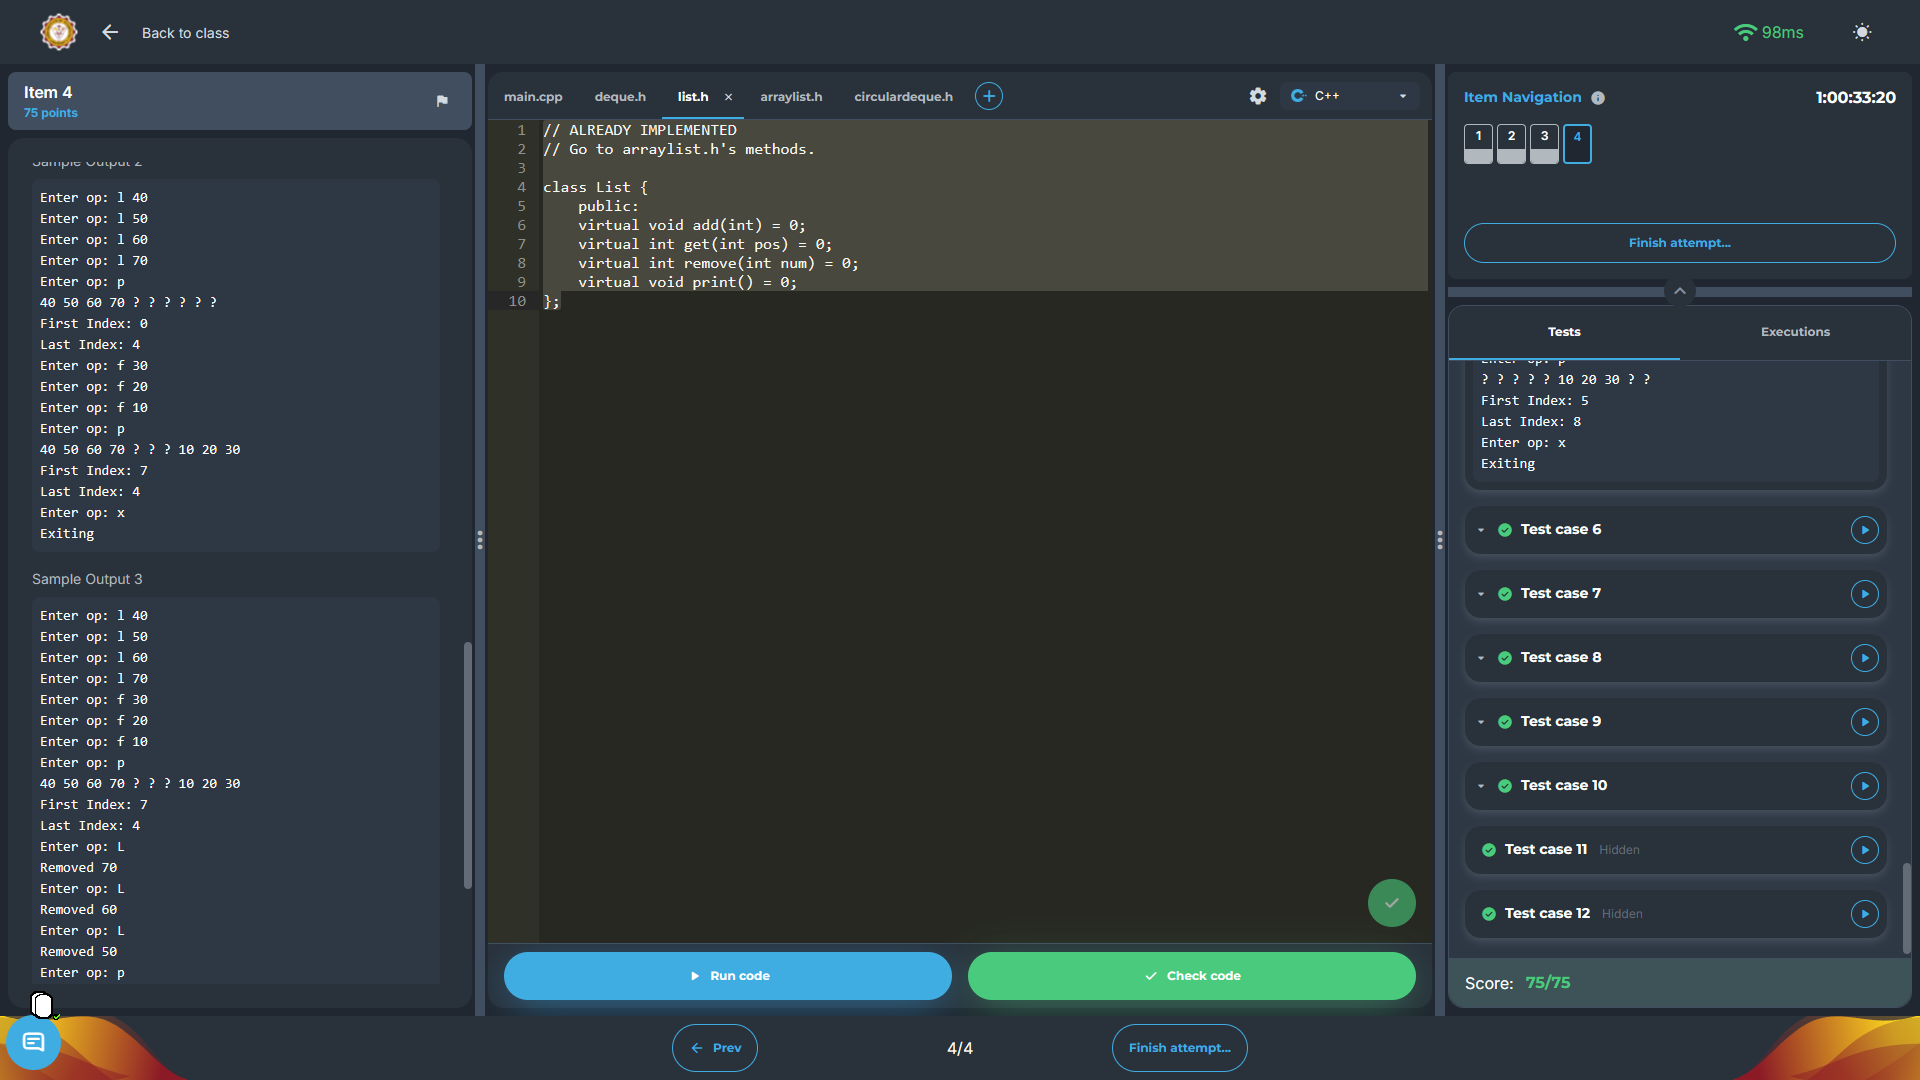 Back to class
98ms
Item 4
75 points
Sample Output 2
Enter op: l 40
Enter op: l 50
Enter op: l 60
Enter op: l 70
Enter op: p
40 50 60 70 ? ? ? ? ? ?
First Index: 0
Last Index: 4
Enter op: f 30
Enter op: f 20
Enter op: f 10
Enter op: p
40 50 60 70 ? ? ? 10 20 30
First Index: 7
Last Index: 4
Enter op: x
Exiting
Sample Output 3
Enter op: l 40
Enter op: l 50
Enter op: l 60
Enter op: l 70
Enter op: f 30
Enter op: f 20
Enter op: f 10
Enter op: p
40 50 60 70 ? ? ? 10 20 30
First Index: 7
Last Index: 4
Enter op: L
Removed 70
Enter op: L
Removed 60
Enter op: L
Removed 50
Enter op: p
main.cpp deque.h list.h × arraylist.h circulardeque.h +
C++
1 // ALREADY IMPLEMENTED
2 // Go to arraylist.h's methods.
3
4 class List {
5 public:
6 virtual void add(int) = 0;
7 virtual int get(int pos) = 0;
8 virtual int remove(int num) = 0;
9 virtual void print() = 0;
10 };
Run code
Check code
Item Navigation
1:00:33:20
1 2 3 4
Finish attempt...
Tests Executions
Enter op: p
? ? ? ? ? 10 20 30 ? ?
First Index: 5
Last Index: 8
Enter op: x
Exiting
Test case 6
Test case 7
Test case 8
Test case 9
Test case 10
Test case 11 Hidden
Test case 12 Hidden
Score: 75/75
Prev
4/4
Finish attempt...